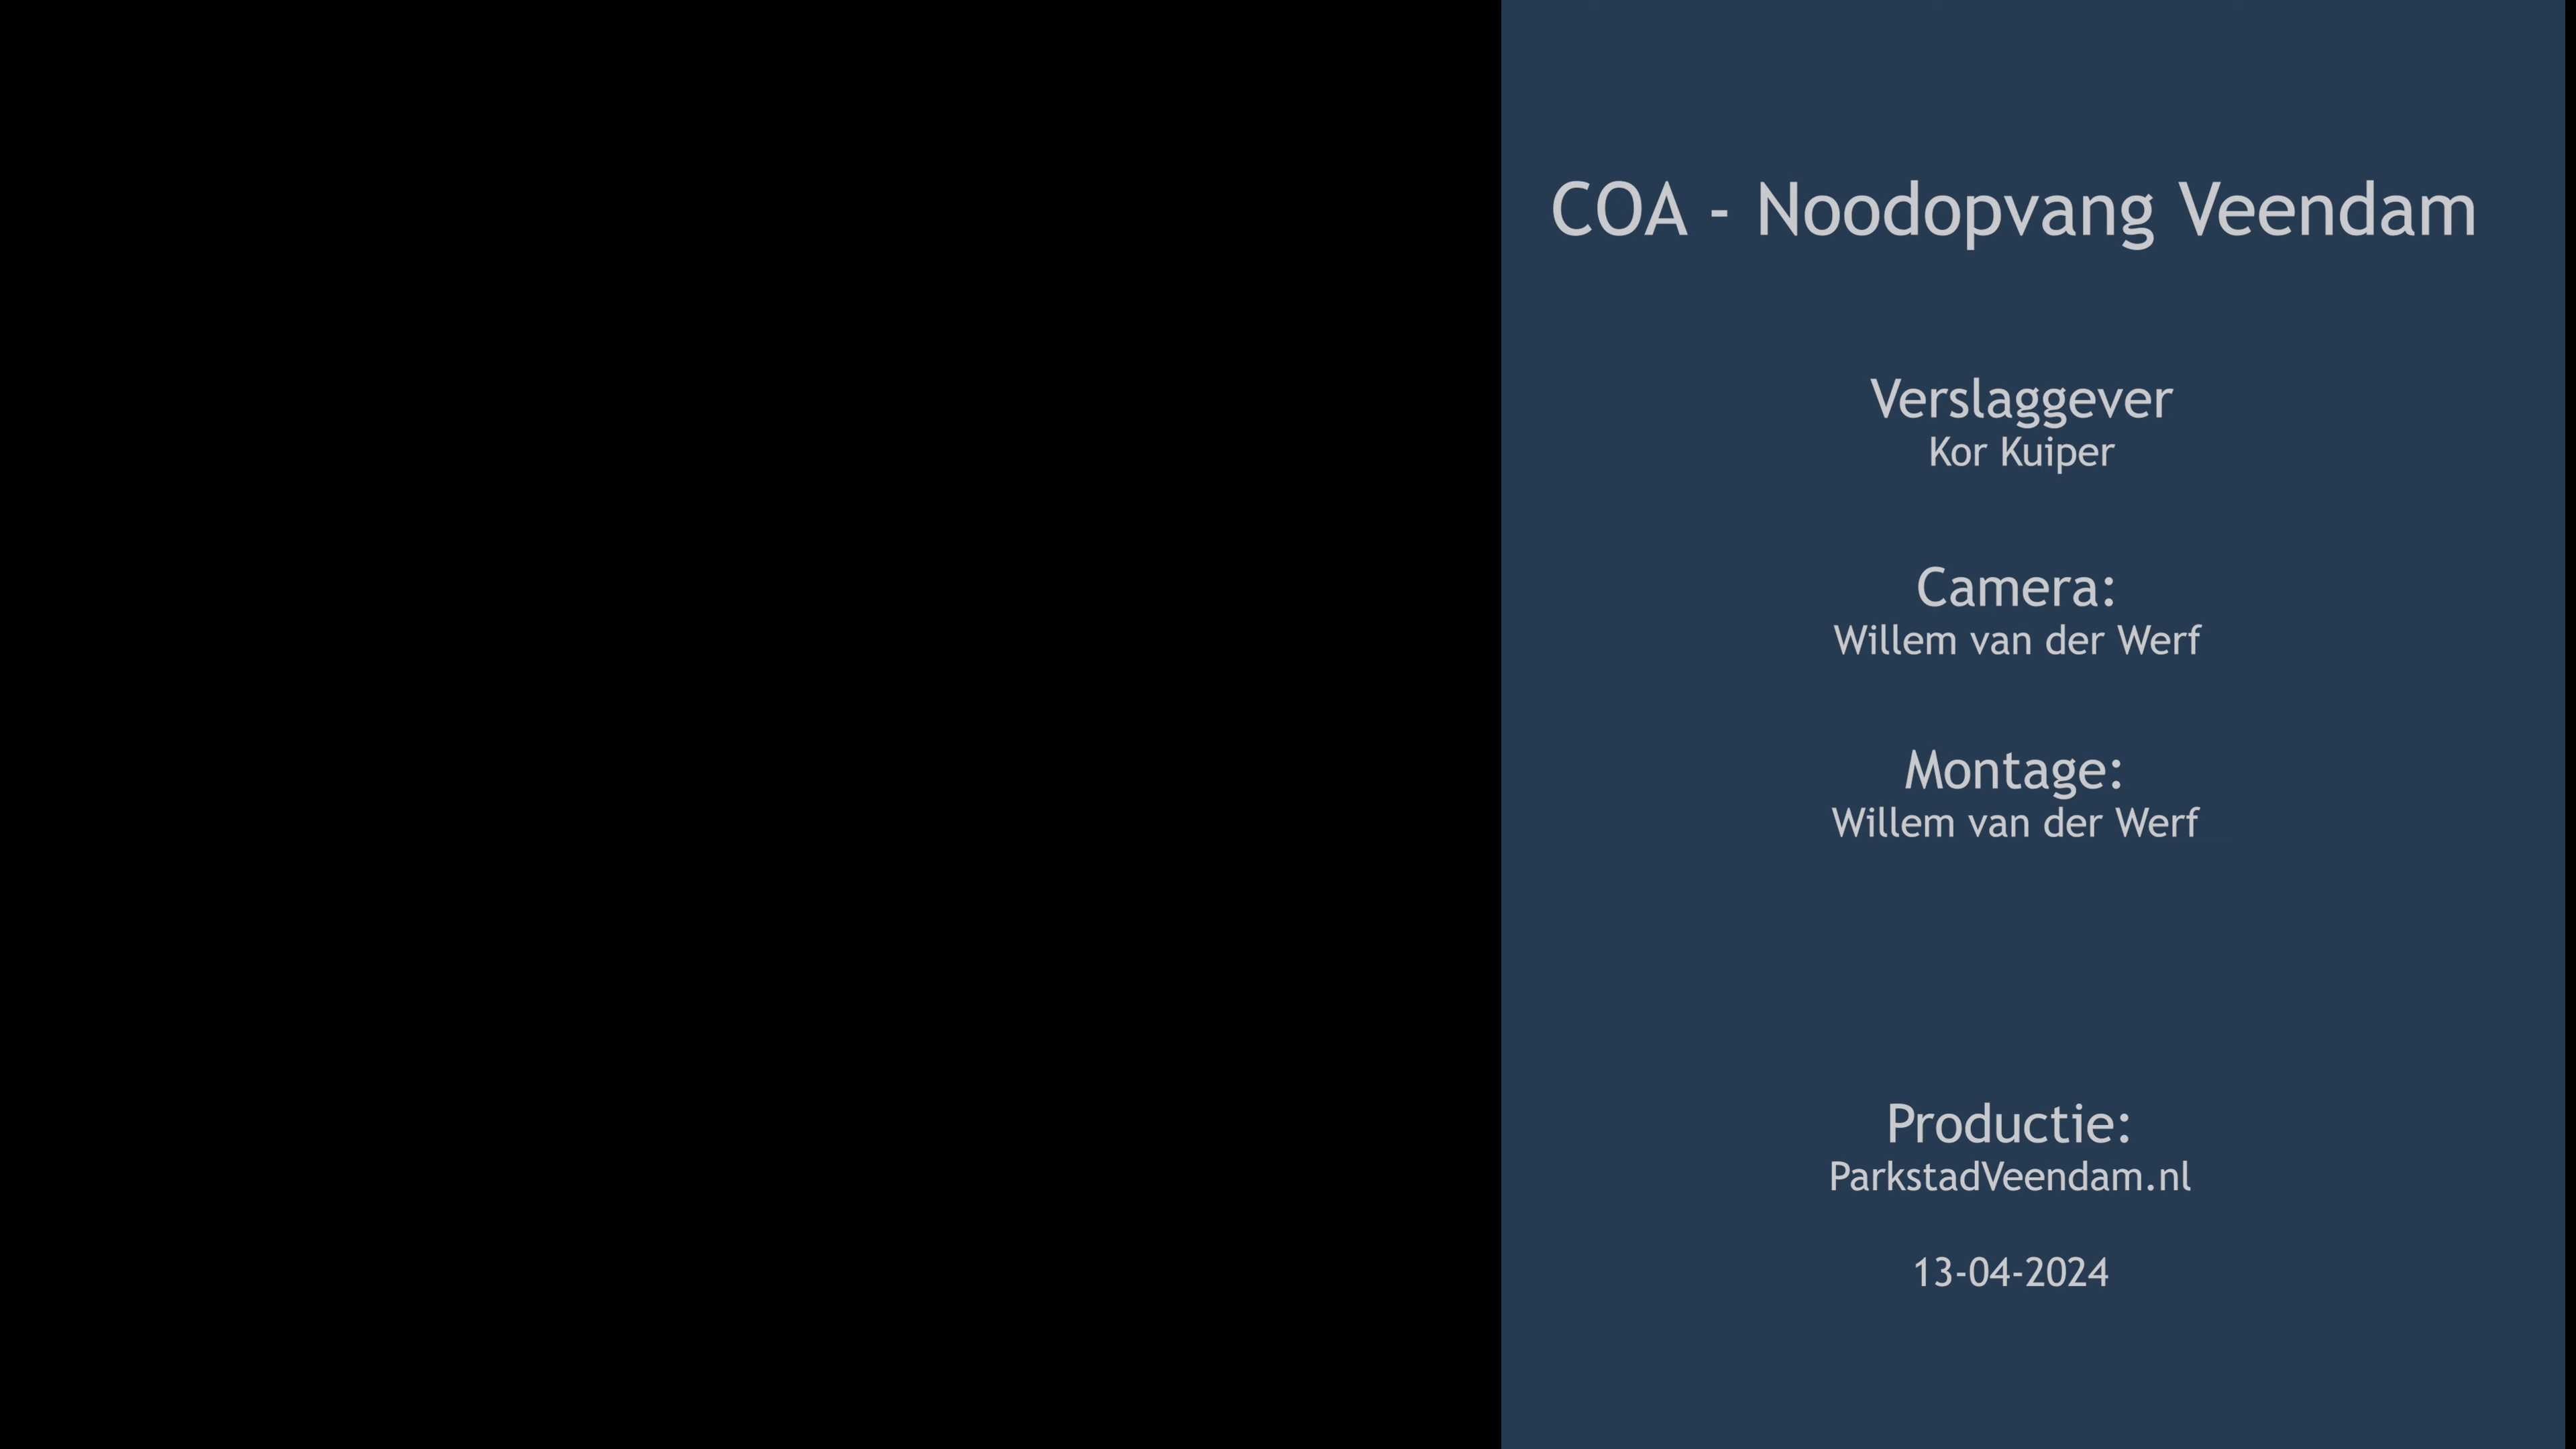 COA - Noodopvang Veendam
Verslaggever
Kor Kuiper
Camera:
Willem van der Werf
Montage:
Willem van der Werf
Productie:
ParkstadVeendam.nl
13-04-2024